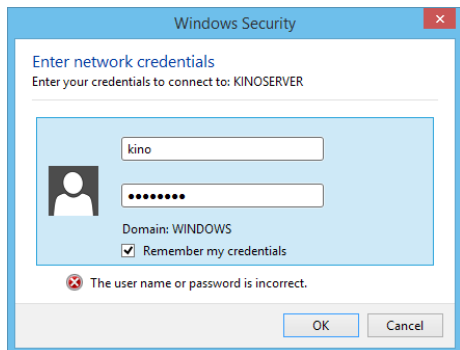 Windows Security
Enter network credentials
Enter your credentials to connect to: KINOSERVER
kino
••••••••
Domain: WINDOWS
Remember my credentials
The user name or password is incorrect.
OK Cancel